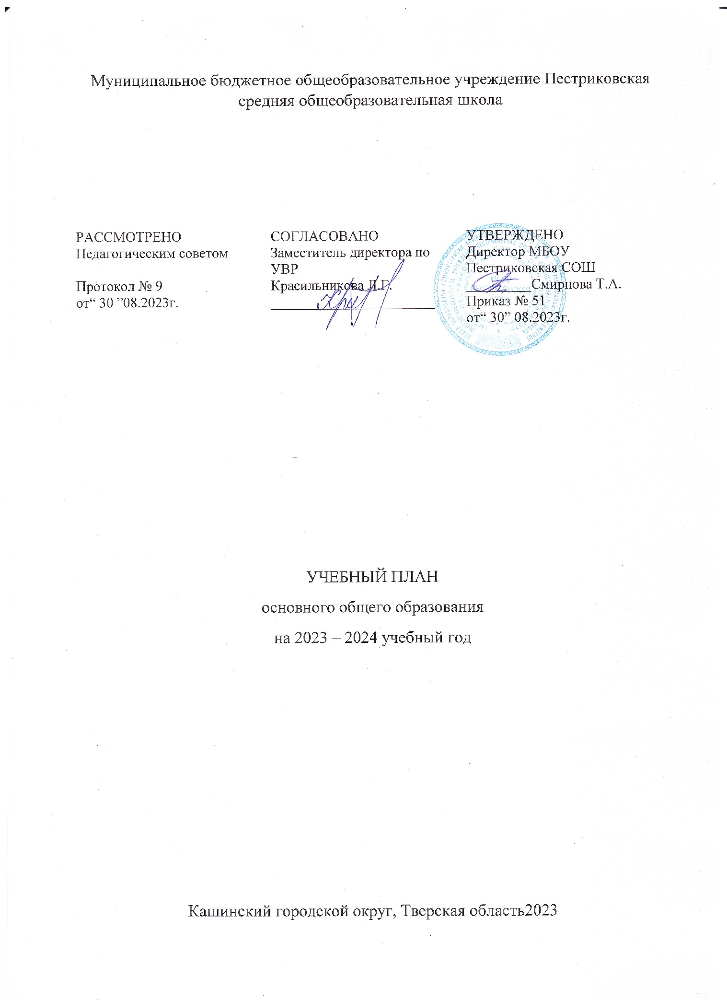 Муниципальное бюджетное общеобразовательное учреждение Пестриковская
средняя общеобразовательная школа
РАССМОТРЕНО
Педагогическим советом
Протокол № 9
от“ 30 ”08.2023г.
СОГЛАСОВАНО
Заместитель директора по
УВР
Красильникова Л.Г.
УТВЕРЖДЕНО
Директор МБОУ
Пестриковская СОШ
Смирнова Т.А.
Приказ № 51
от“ 30” 08.2023г.
УЧЕБНЫЙ ПЛАН
основного общего образования
на 2023 – 2024 учебный год
Кашинский городской округ, Тверская область2023